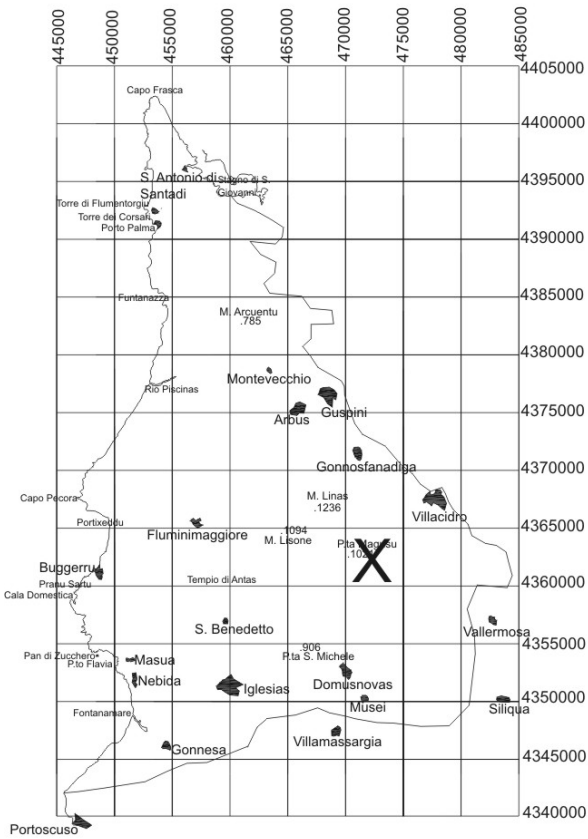 445000
450000
455000
460000
465000
470000
475000
480000
485000
4405000
Capo Frasca
4400000
S. Antonio di
Santadi
Stagno di S.
Giovanni
4395000
Torre di Flumentorgiu
Torre dei Corsari
Porto Palma
4390000
Funtanazza
4385000
M. Arcuentu
.785
4380000
Montevecchio
Rio Piscinas
Arbus
Guspini
4375000
Gonnosfanadiga
4370000
Capo Pecora
M. Linas
.1236
Villacidro
Portixeddu
Fluminimaggiore
.1094
M. Lisone
4365000
P.ta Magusu
X
Buggerru
Pranu Sartu
Cala Domestica
Tempio di Antas
4360000
S. Benedetto
Vallermosa
4355000
Pan di Zucchero
P.to Flavia
Masua
Nebida
.906
P.ta S. Michele
Iglesias
Domusnovas
Musei
Siliqua
4350000
Fontanamare
Gonnesa
Villamassargia
4345000
4340000
Portoscuso